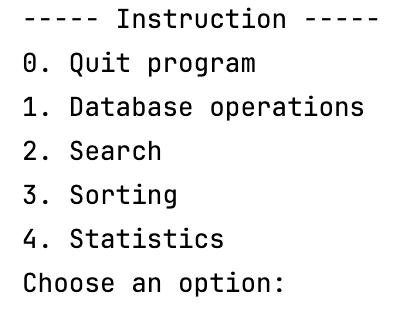 ----- Instruction -----
0. Quit program
1. Database operations
2. Search
3. Sorting
4. Statistics
Choose an option: